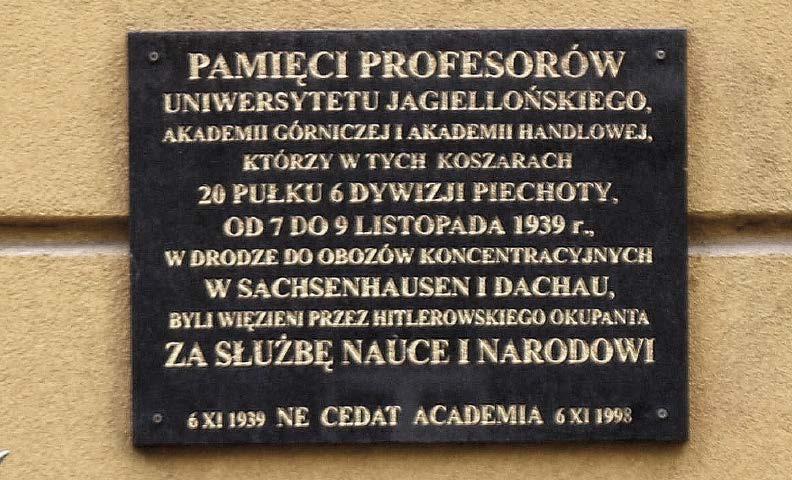 PAMIĘCI PROFESORÓW
UNIWERSYTETU JAGIELLOŃSKIEGO,
AKADEMII GÓRNICZEJ I AKADEMII HANDLOWEJ,
KTÓRZY W TYCH KOSZARACH
20 PUŁKU 6 DYWIZJI PIECHOTY,
OD 7 DO 9 LISTOPADA 1939 r.,
W DRODZE DO OBOZÓW KONCENTRACYJNYCH
W SACHSENHAUSEN I DACHAU,
BYLI WIĘZIENI PRZEZ HITLEROWSKIEGO OKUPANTA
ZA SŁUŻBĘ NAUCE I NARODOWI
6 XI 1939 NE CEDAT ACADEMIA 6 XI 1998